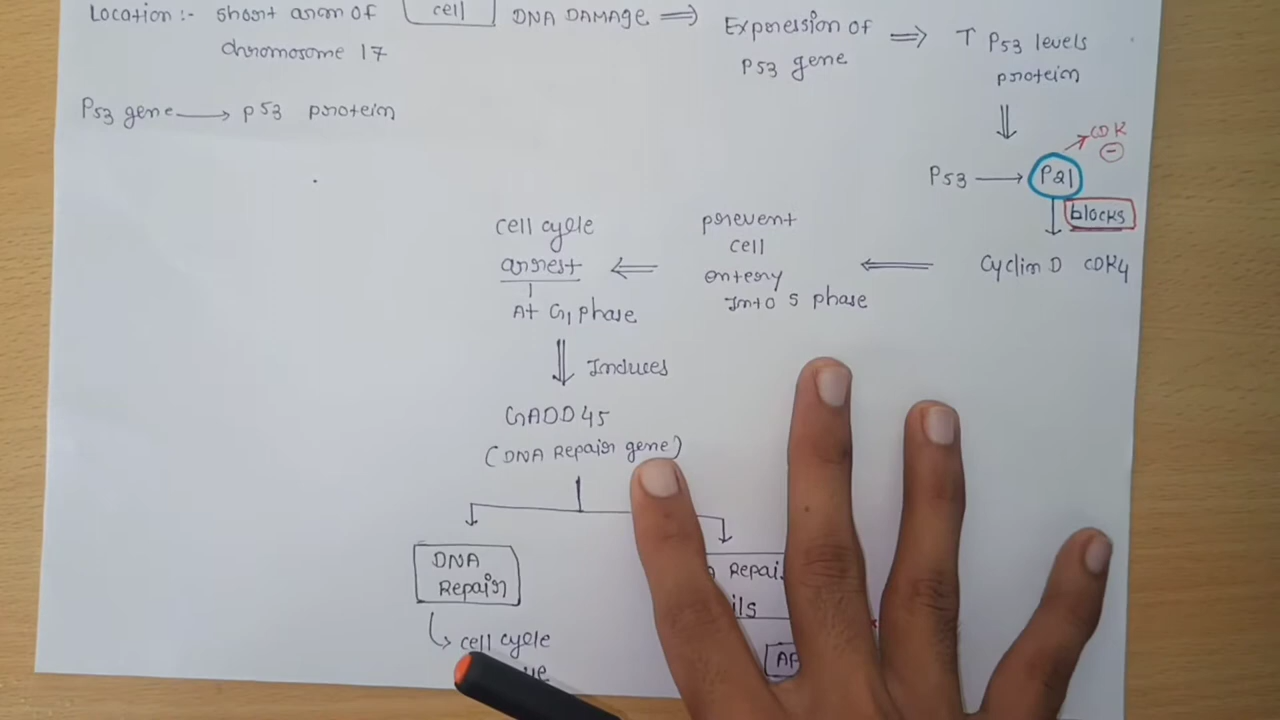 Location :- short arm of
chromosome 17
cell
DNA DAMAGE ⇒
Expression of
P53 gene
⇒ ↑ P53 levels
protein
P53 gene → p53 protein
CDK
⊖
P53 → P21
blocks
Cyclin D CDK4
prevent
cell
entery
Into S phase
cell cycle
arrest
At G1 phase
Induces
GADD45
(DNA Repair gene)
DNA
Repair
cell cycle
Repai